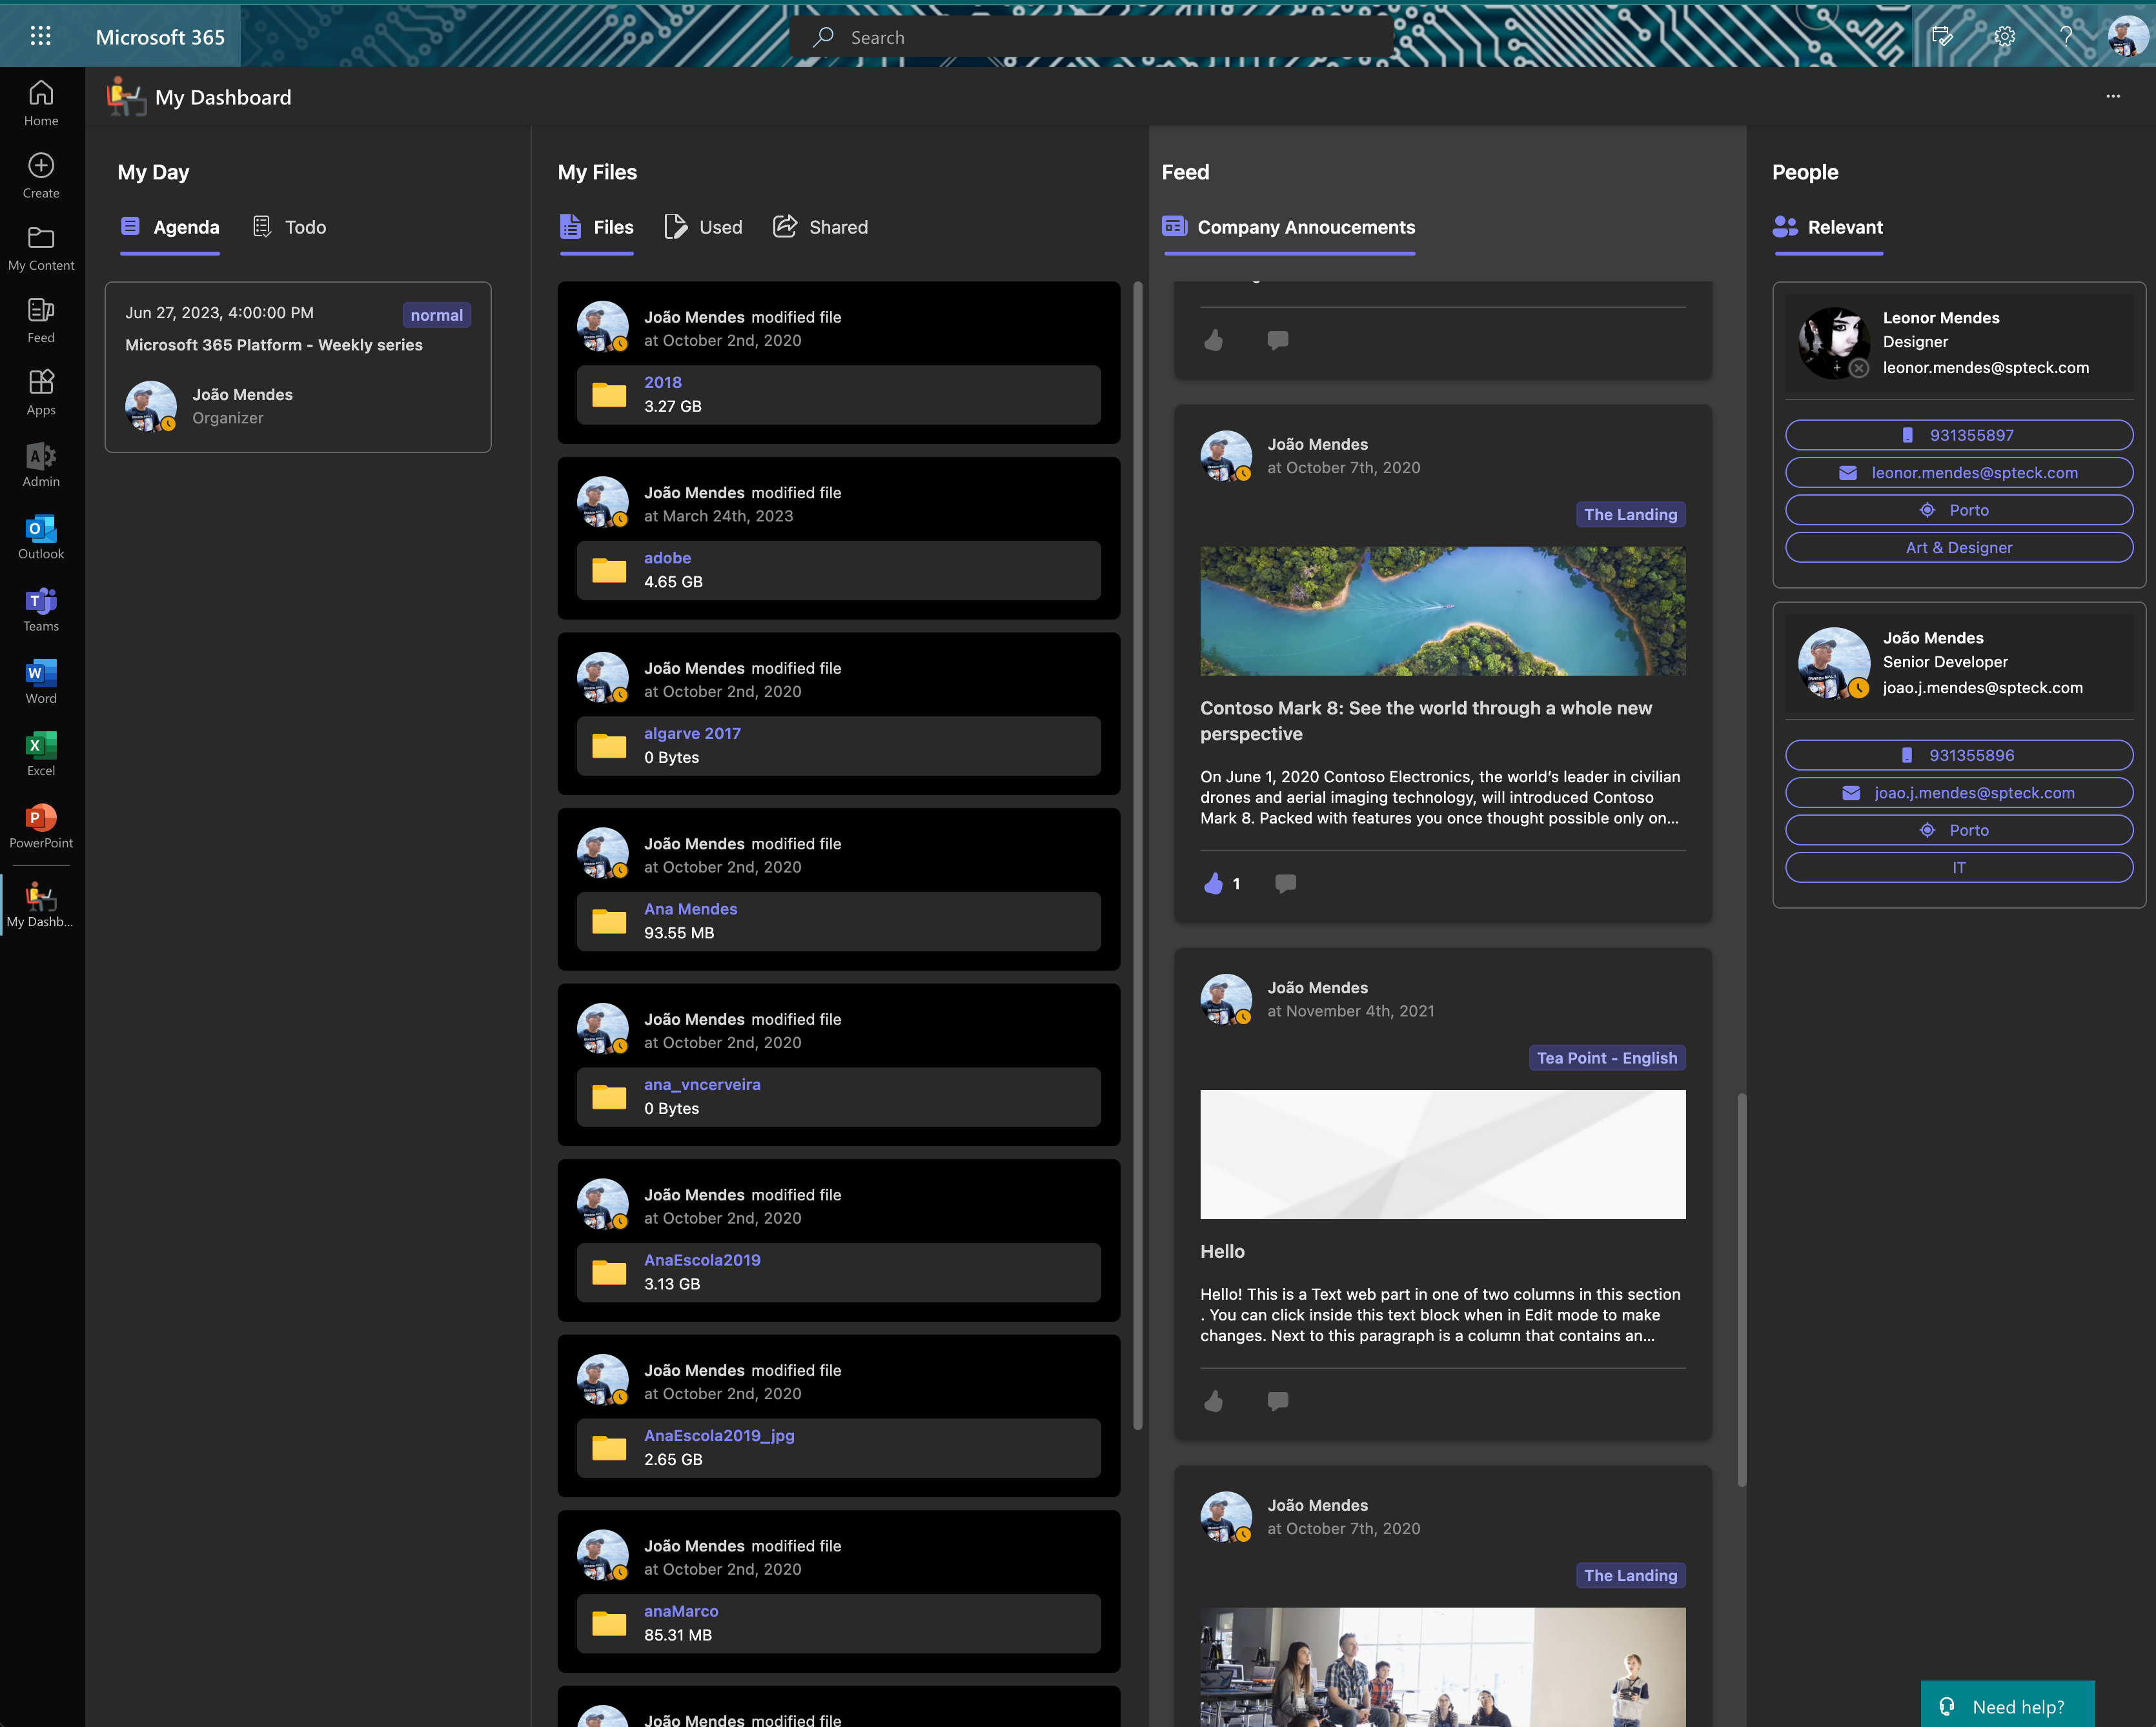 Microsoft 365
Search
Home
Create
My Content
Feed
Apps
Admin
Outlook
Teams
Word
Excel
PowerPoint
My Dashb...
My Dashboard
My Day
Agenda
Todo
Jun 27, 2023, 4:00:00 PM
normal
Microsoft 365 Platform - Weekly series
João Mendes
Organizer
My Files
Files
Used
Shared
João Mendes modified file
at October 2nd, 2020
2018
3.27 GB
João Mendes modified file
at March 24th, 2023
adobe
4.65 GB
João Mendes modified file
at October 2nd, 2020
algarve 2017
0 Bytes
João Mendes modified file
at October 2nd, 2020
Ana Mendes
93.55 MB
João Mendes modified file
at October 2nd, 2020
ana_vncerveira
0 Bytes
João Mendes modified file
at October 2nd, 2020
AnaEscola2019
3.13 GB
João Mendes modified file
at October 2nd, 2020
AnaEscola2019_jpg
2.65 GB
João Mendes modified file
at October 2nd, 2020
anaMarco
85.31 MB
João Mendes modified file
Feed
Company Annoucements
João Mendes
at October 7th, 2020
The Landing
Contoso Mark 8: See the world through a whole new
perspective
On June 1, 2020 Contoso Electronics, the world’s leader in civilian
drones and aerial imaging technology, will introduced Contoso
Mark 8. Packed with features you once thought possible only on...
1
João Mendes
at November 4th, 2021
Tea Point - English
Hello
Hello! This is a Text web part in one of two columns in this section
. You can click inside this text block when in Edit mode to make
changes. Next to this paragraph is a column that contains an...
João Mendes
at October 7th, 2020
The Landing
People
Relevant
Leonor Mendes
Designer
leonor.mendes@spteck.com
931355897
leonor.mendes@spteck.com
Porto
Art & Designer
João Mendes
Senior Developer
joao.j.mendes@spteck.com
931355896
joao.j.mendes@spteck.com
Porto
IT
Need help?